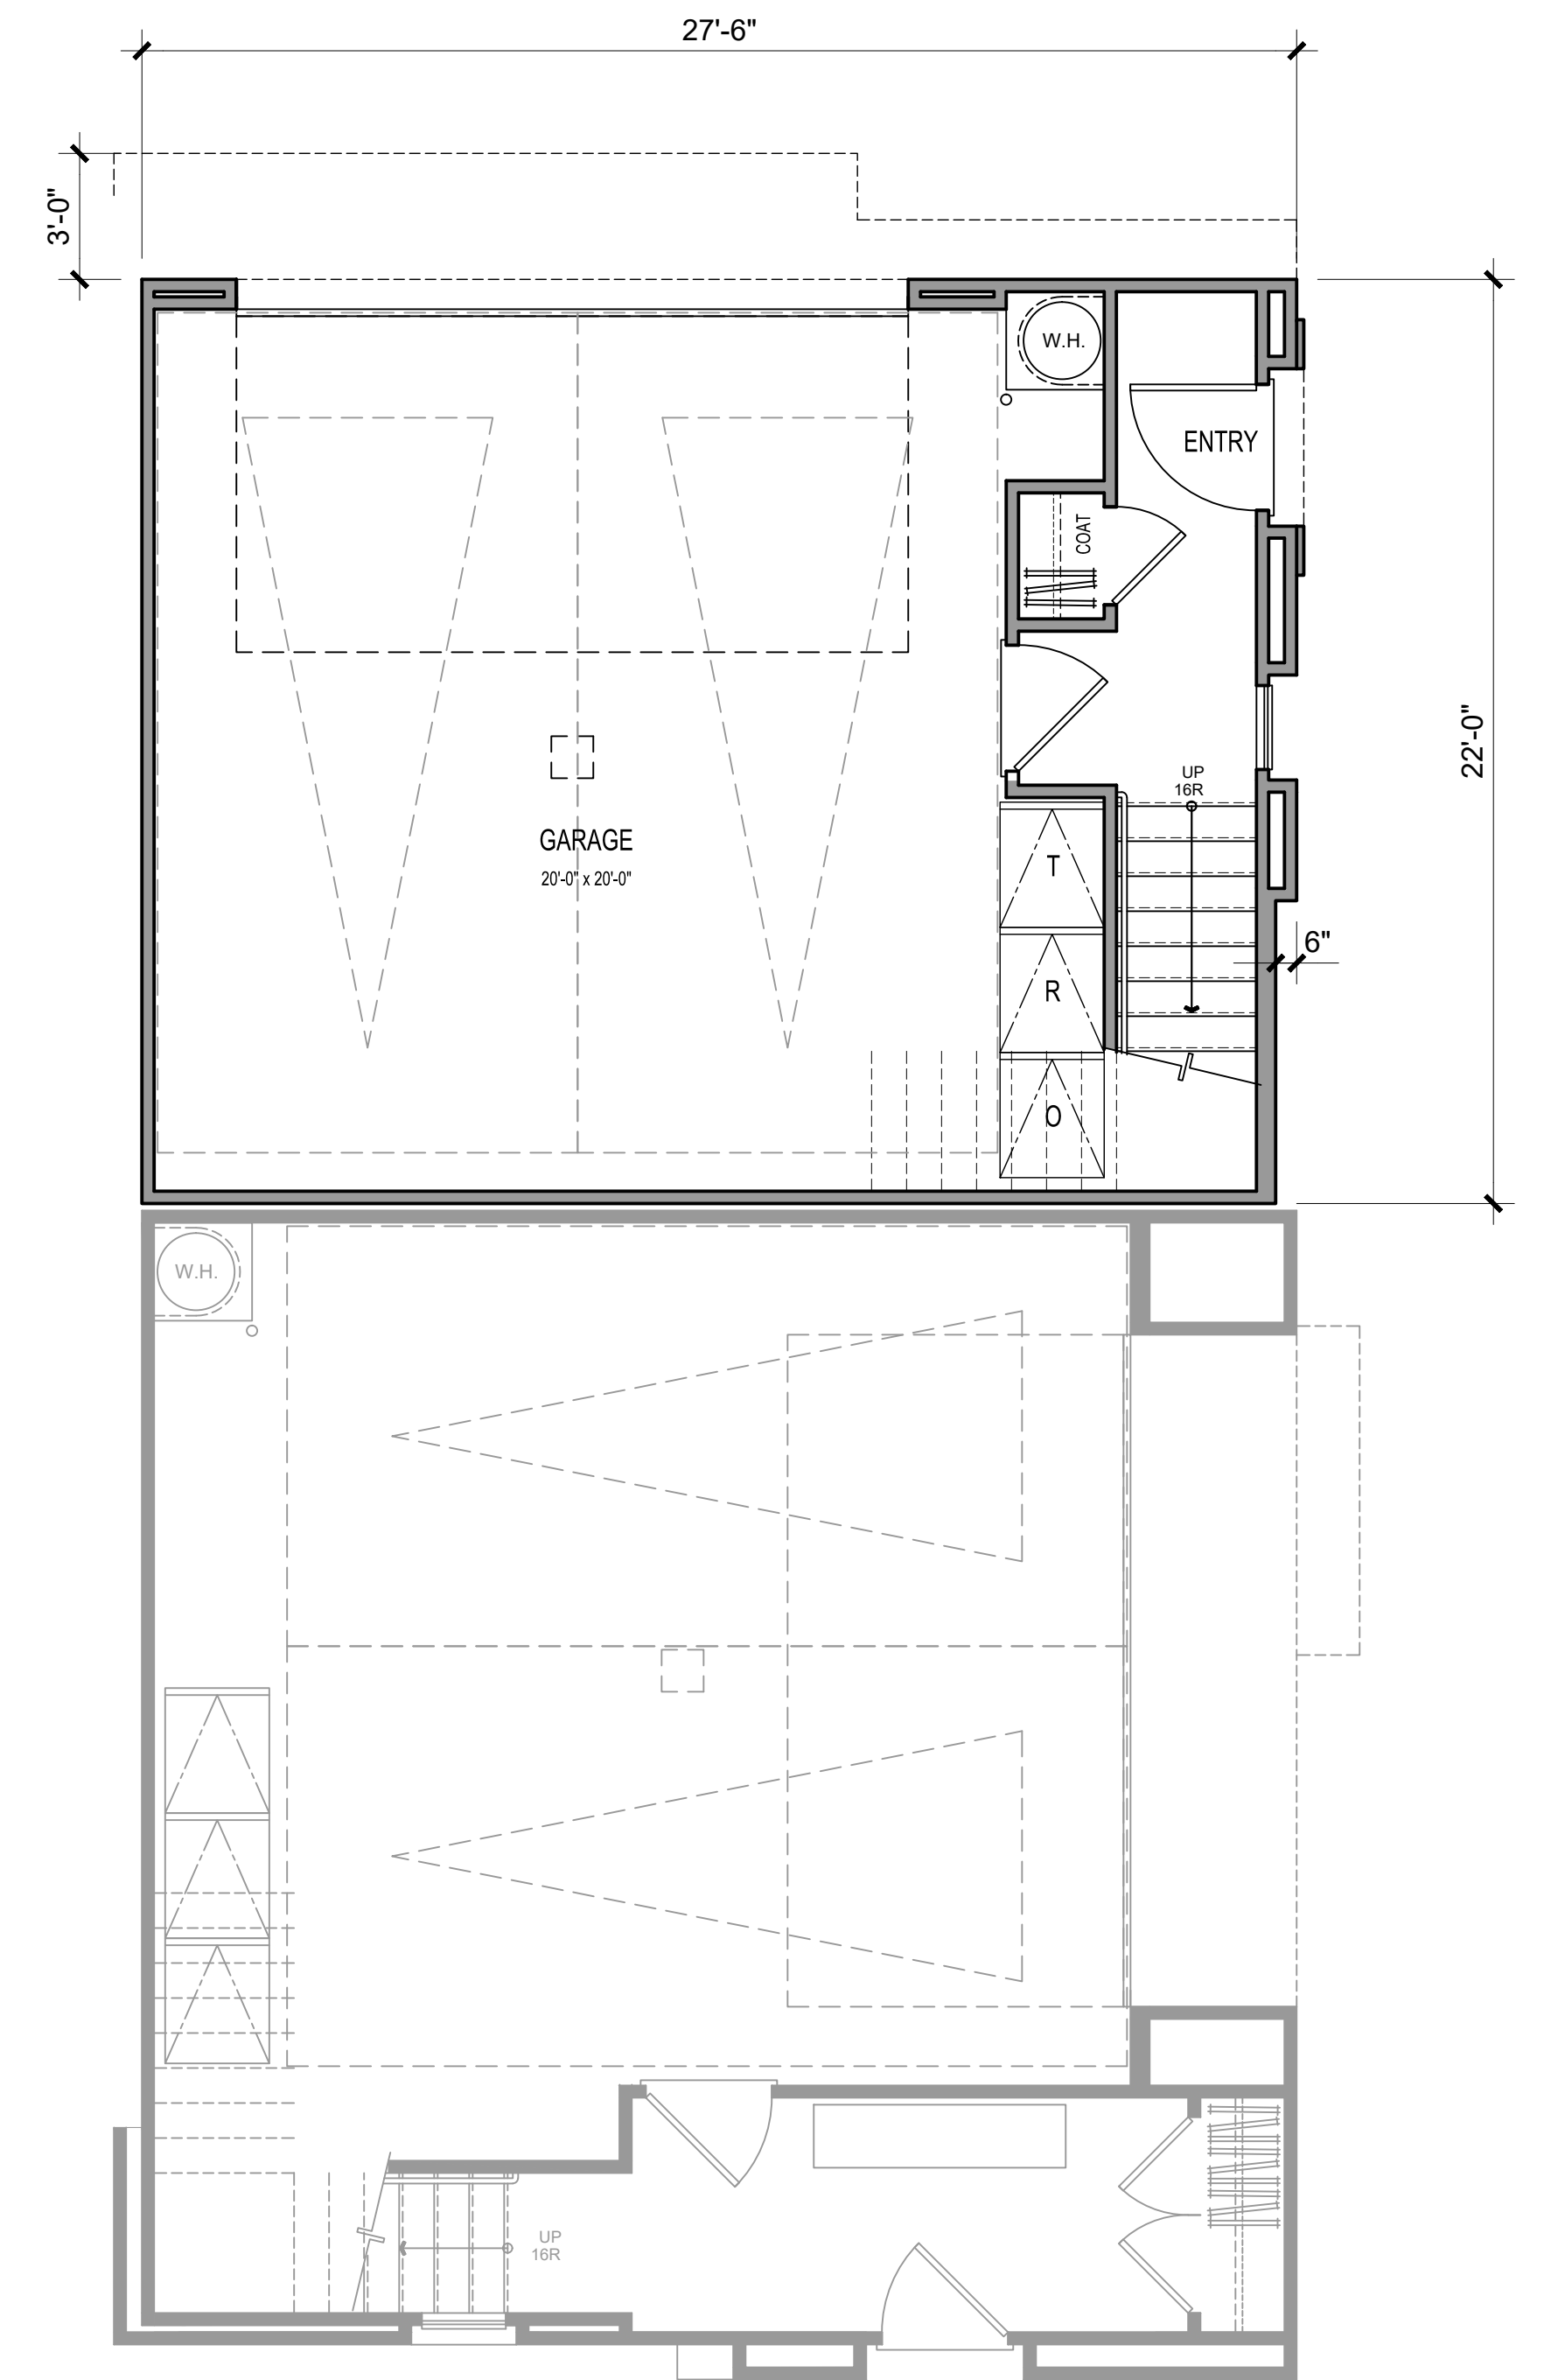 27'-6"
3'-0"
W.H.
ENTRY
COAT
22'-0"
UP
16R
GARAGE
20'-0" x 20'-0"
T
6"
R
O
W.H.
UP
16R